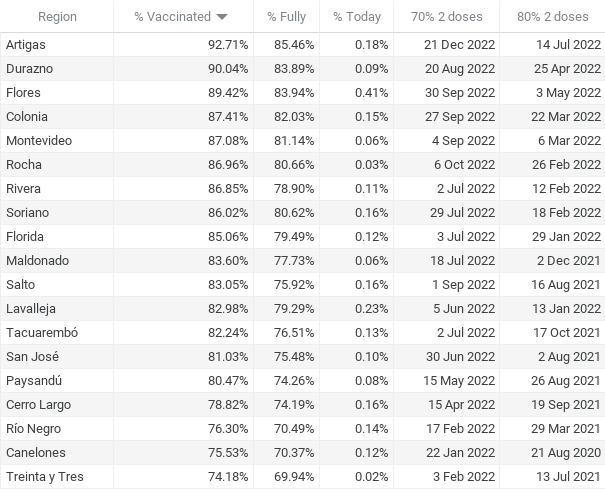 Region % Vaccinated % Fully % Today 70% 2 doses 80% 2 doses
Artigas 92.71% 85.46% 0.18% 21 Dec 2022 14 Jul 2022
Durazno 90.04% 83.89% 0.09% 20 Aug 2022 25 Apr 2022
Flores 89.42% 83.94% 0.41% 30 Sep 2022 3 May 2022
Colonia 87.41% 82.03% 0.15% 27 Sep 2022 22 Mar 2022
Montevideo 87.08% 81.14% 0.06% 4 Sep 2022 6 Mar 2022
Rocha 86.96% 80.66% 0.03% 6 Oct 2022 26 Feb 2022
Rivera 86.85% 78.90% 0.11% 2 Jul 2022 12 Feb 2022
Soriano 86.02% 80.62% 0.16% 29 Jul 2022 18 Feb 2022
Florida 85.06% 79.49% 0.12% 3 Jul 2022 29 Jan 2022
Maldonado 83.60% 77.73% 0.06% 18 Jul 2022 2 Dec 2021
Salto 83.05% 75.92% 0.16% 1 Sep 2022 16 Aug 2021
Lavalleja 82.98% 79.29% 0.23% 5 Jun 2022 13 Jan 2022
Tacuarembó 82.24% 76.51% 0.13% 2 Jul 2022 17 Oct 2021
San José 81.03% 75.48% 0.10% 30 Jun 2022 2 Aug 2021
Paysandú 80.47% 74.26% 0.08% 15 May 2022 26 Aug 2021
Cerro Largo 78.82% 74.19% 0.16% 15 Apr 2022 19 Sep 2021
Río Negro 76.30% 70.49% 0.14% 17 Feb 2022 29 Mar 2021
Canelones 75.53% 70.37% 0.12% 22 Jan 2022 21 Aug 2020
Treinta y Tres 74.18% 69.94% 0.02% 3 Feb 2022 13 Jul 2021